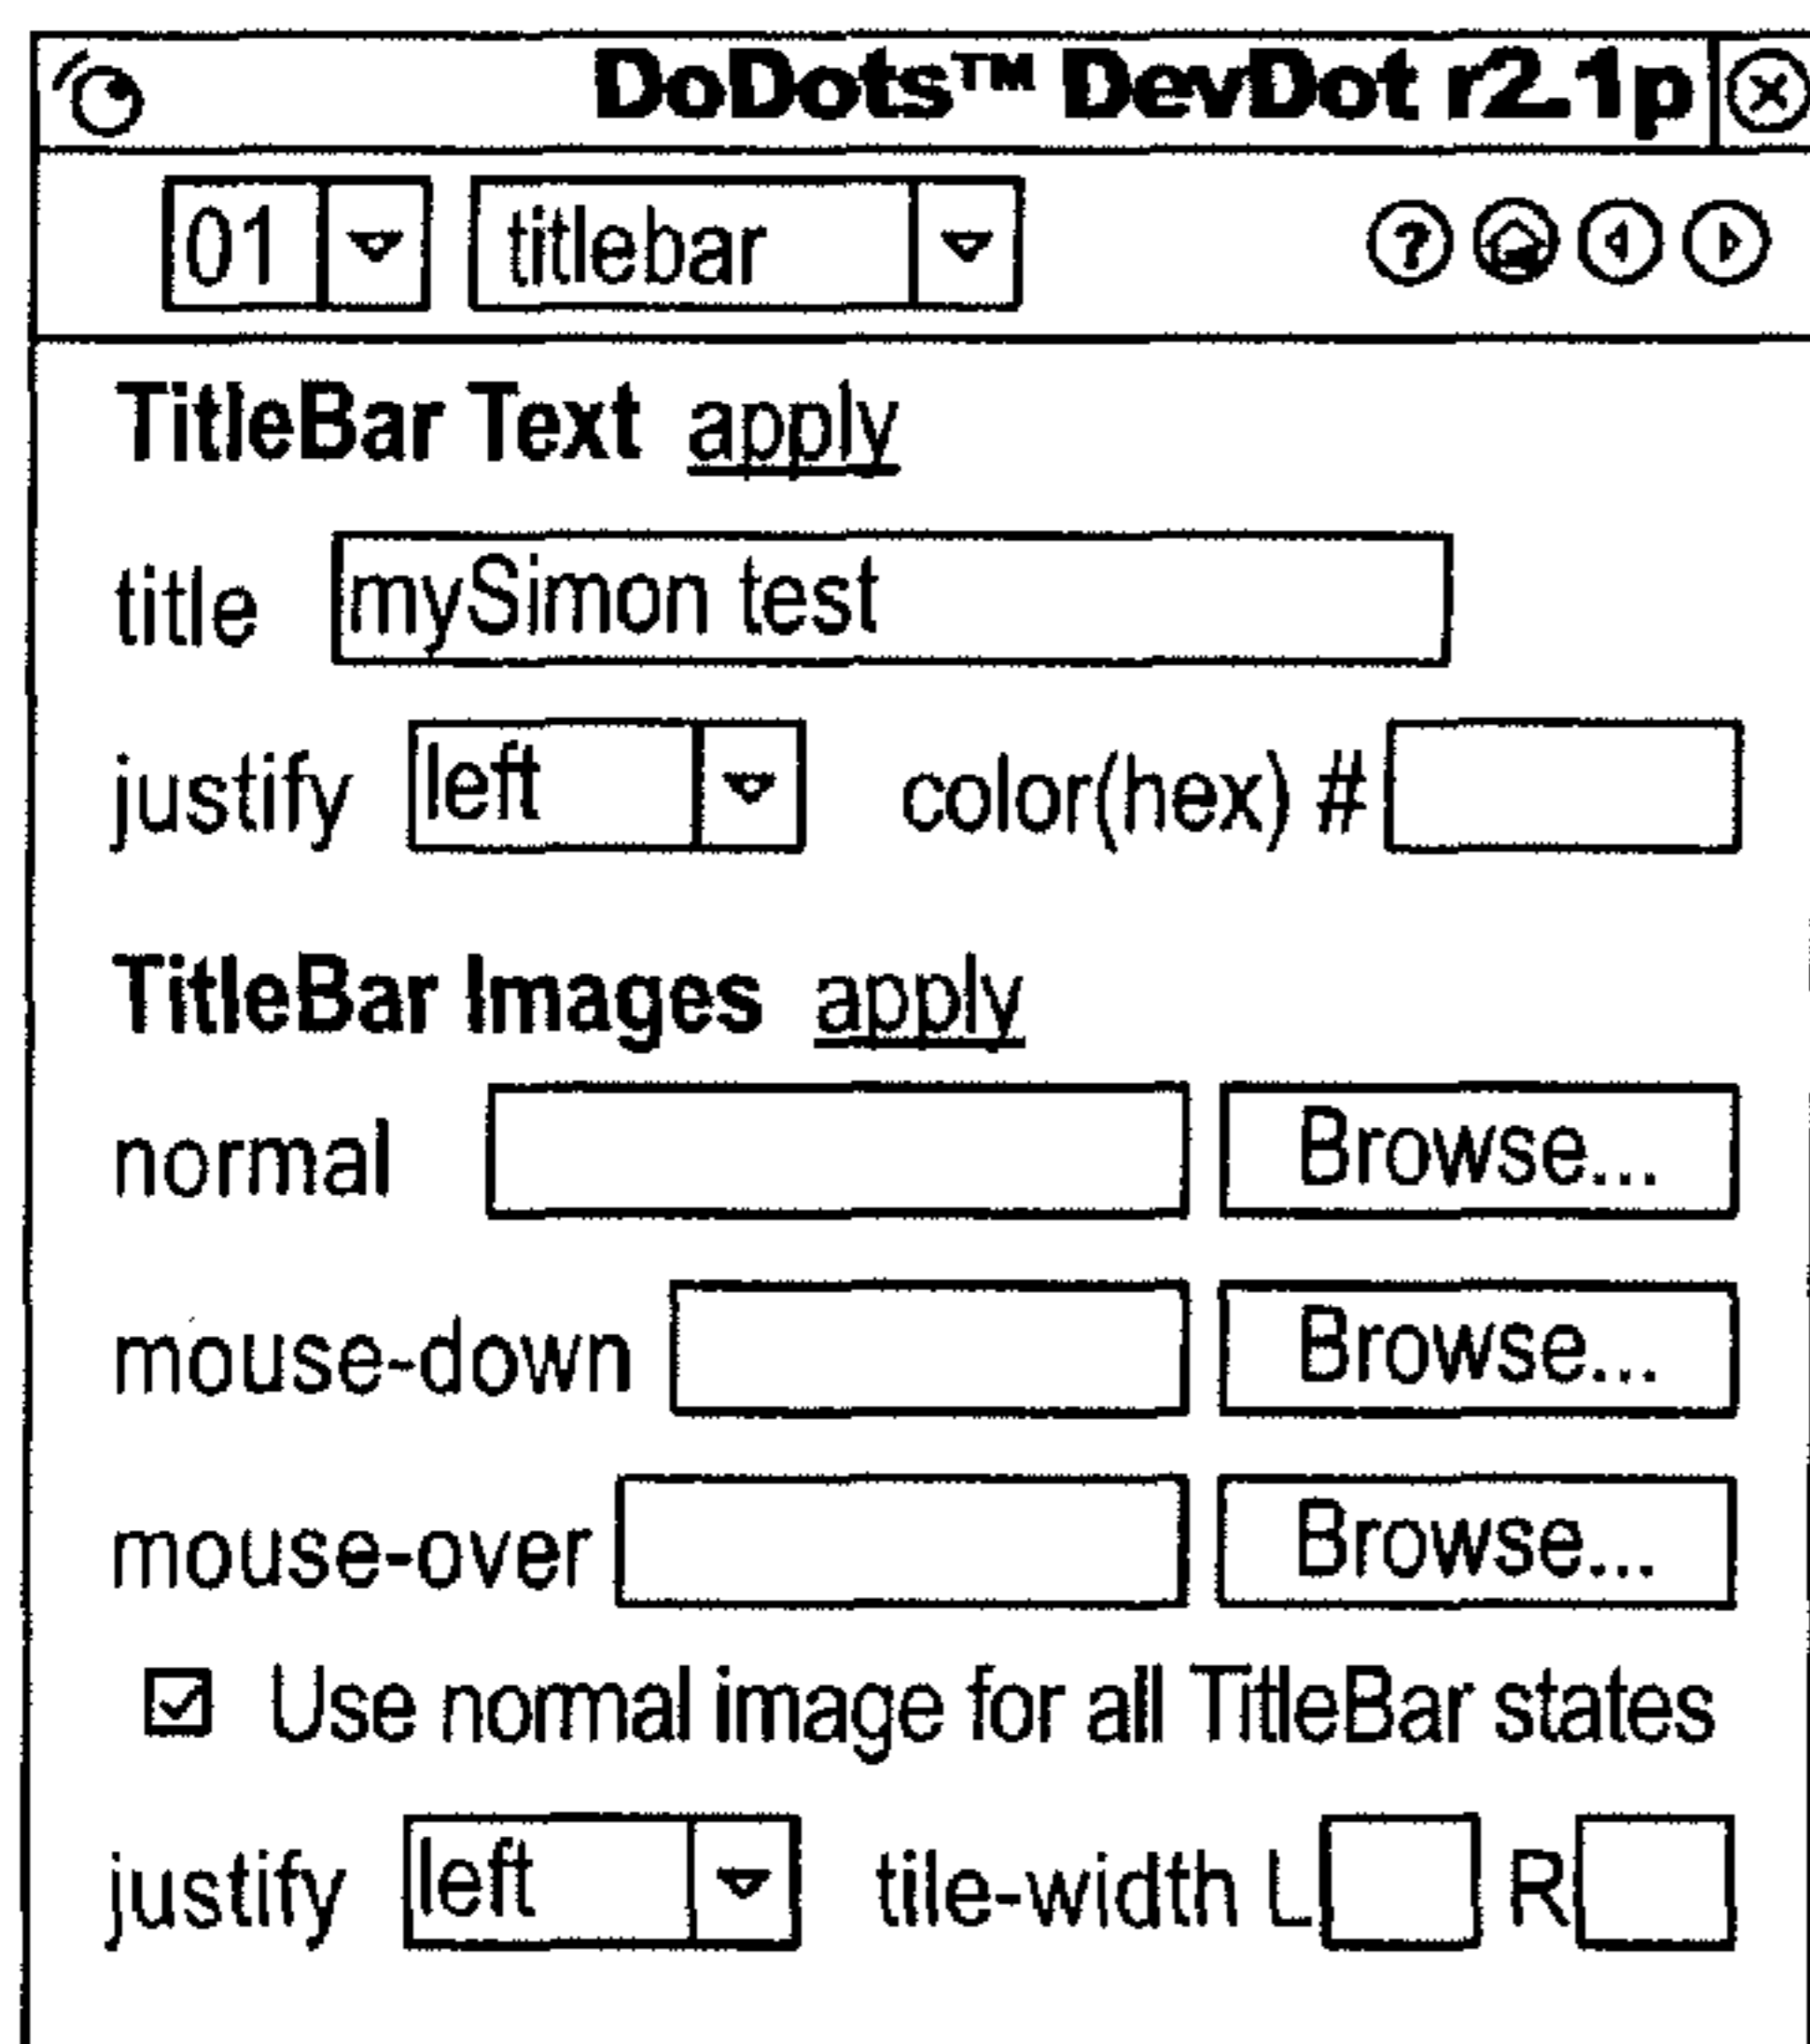 DoDots™ DevDot r2.1p
01 titlebar ?
TitleBar Text apply
title mySimon test
justify left color(hex) #
TitleBar Images apply
normal Browse...
mouse-down Browse...
mouse-over Browse...
Use normal image for all TitleBar states
justify left tile-width L R